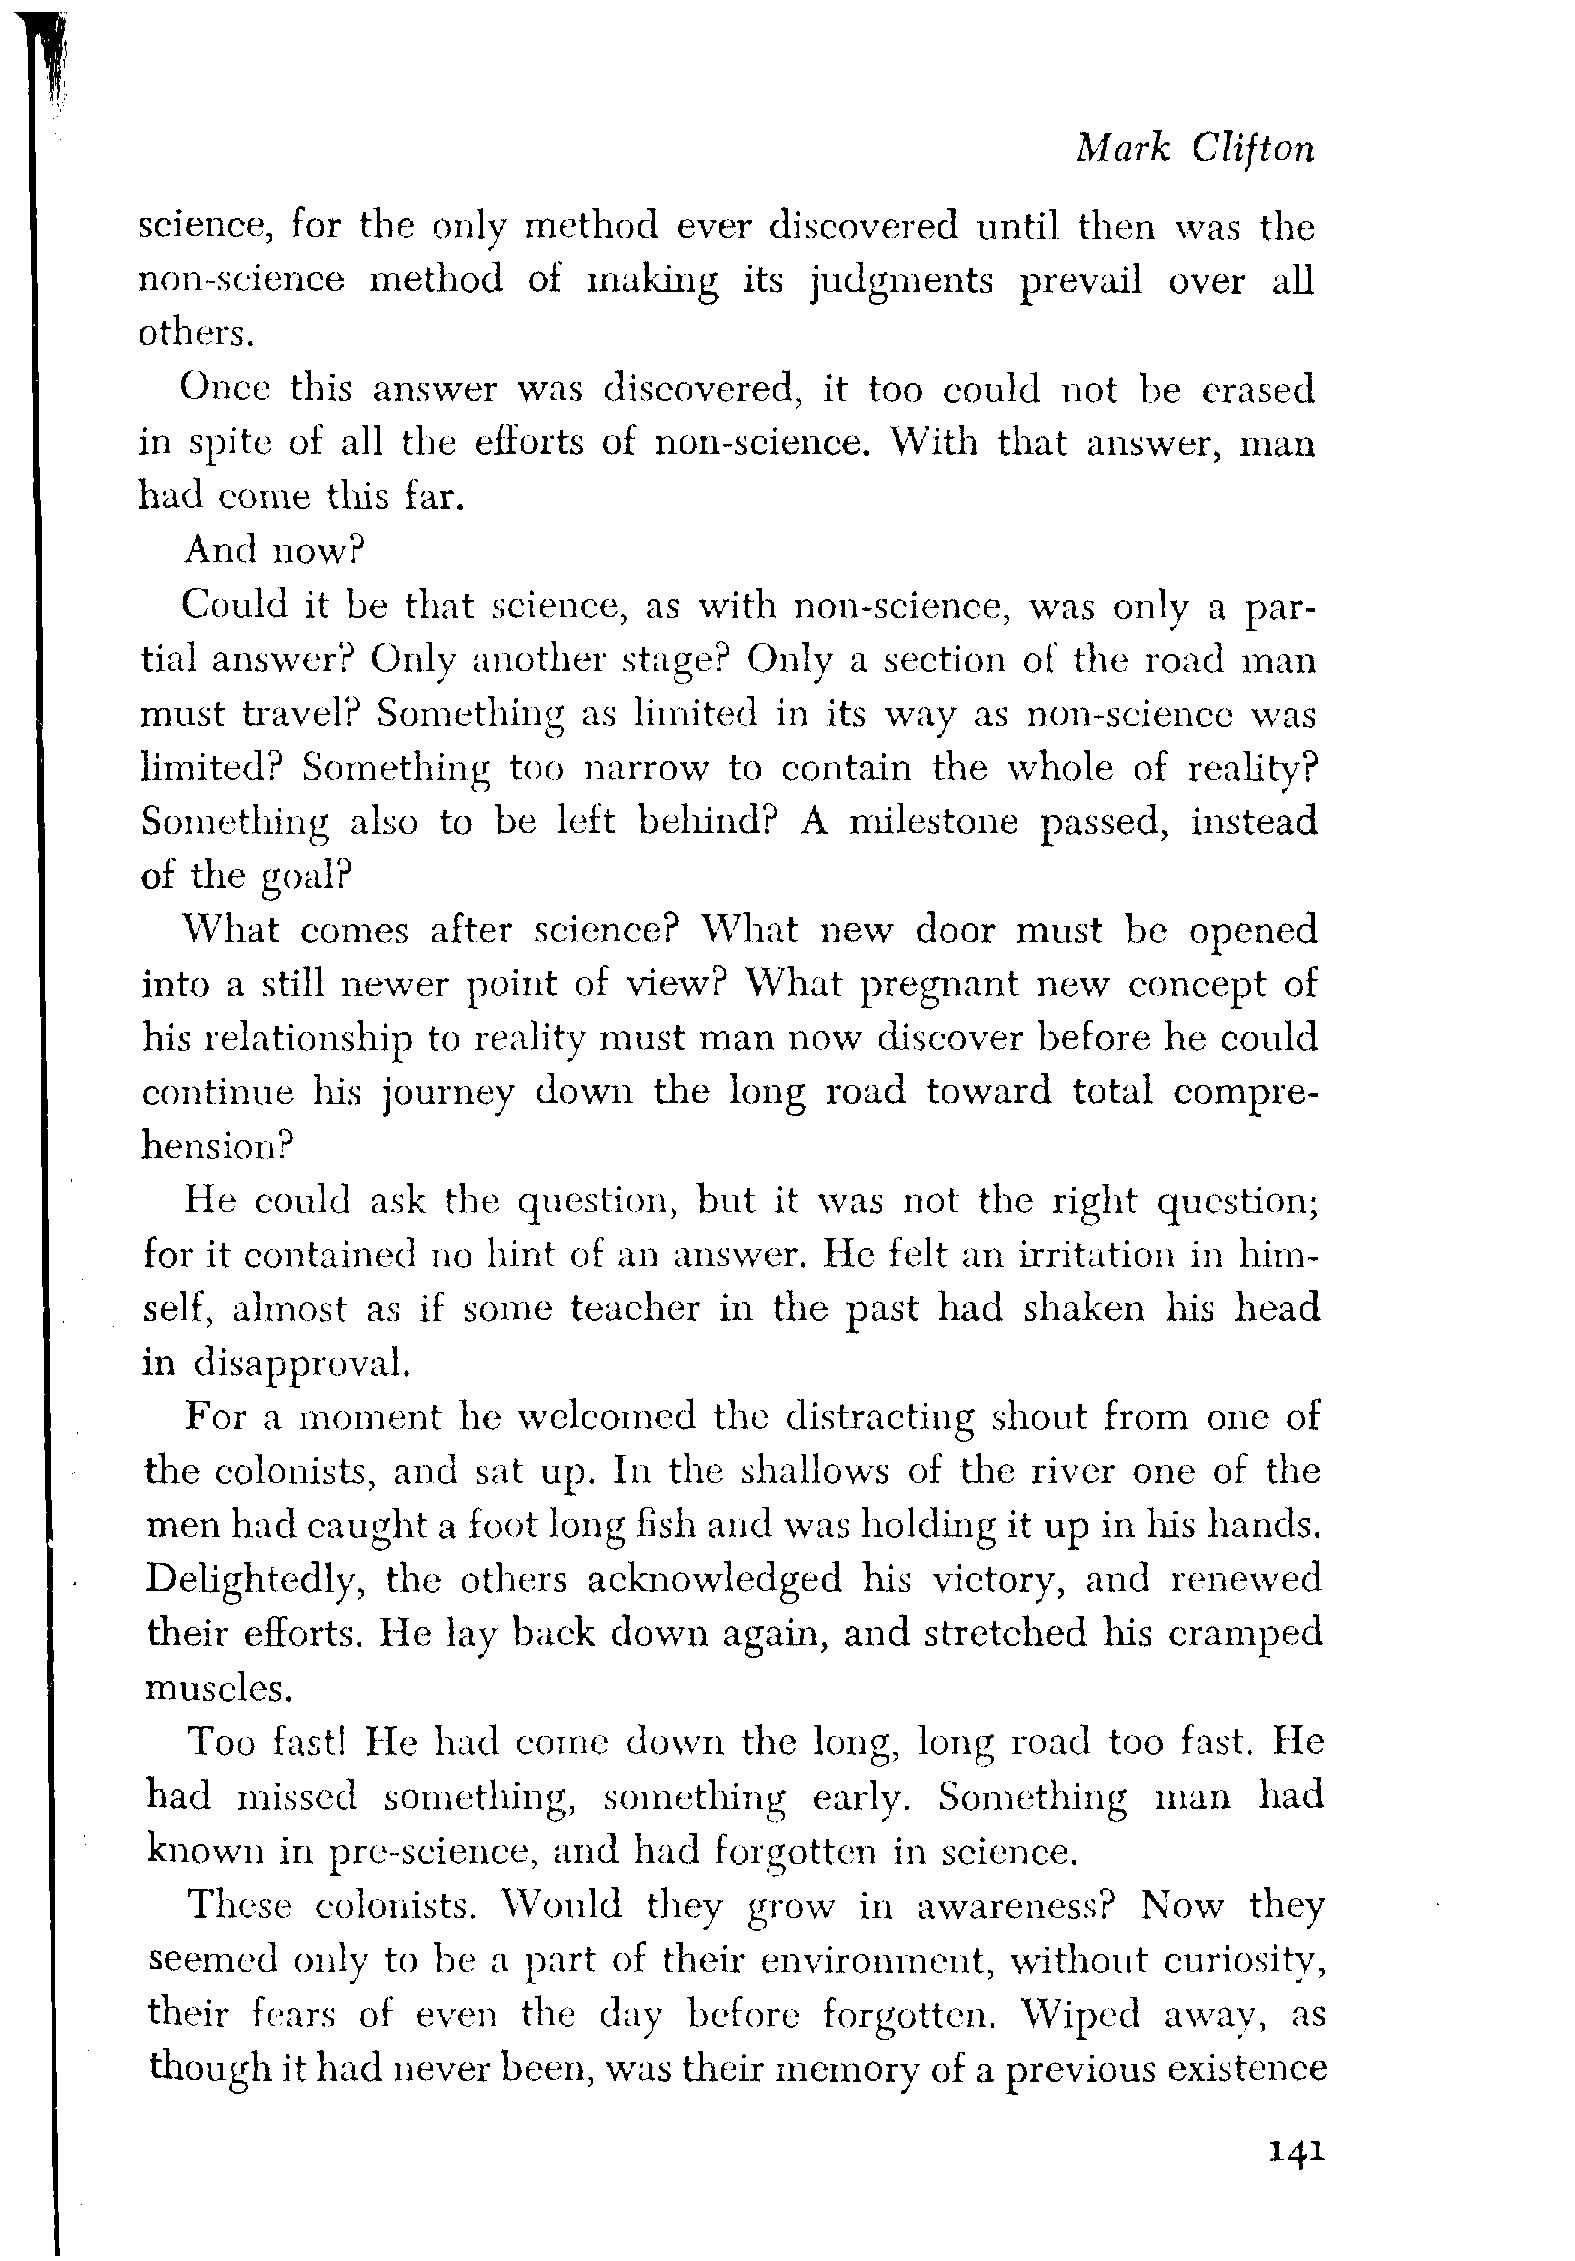 Mark Clifton
science, for the only method ever discovered until then was the
non-science method of making its judgments prevail over all
others.
Once this answer was discovered, it too could not be erased
in spite of all the efforts of non-science. With that answer, man
had come this far.
And now?
Could it be that science, as with non-science, was only a par-
tial answer? Only another stage? Only a section of the road man
must travel? Something as limited in its way as non-science was
limited? Something too narrow to contain the whole of reality?
Something also to be left behind? A milestone passed, instead
of the goal?
What comes after science? What new door must be opened
into a still newer point of view? What pregnant new concept of
his relationship to reality must man now discover before he could
continue his journey down the long road toward total compre-
hension?
He could ask the question, but it was not the right question;
for it contained no hint of an answer. He felt an irritation in him-
self, almost as if some teacher in the past had shaken his head
in disapproval.
For a moment he welcomed the distracting shout from one of
the colonists, and sat up. In the shallows of the river one of the
men had caught a foot long fish and was holding it up in his hands.
Delightedly, the others acknowledged his victory, and renewed
their efforts. He lay back down again, and stretched his cramped
muscles.
Too fast! He had come down the long, long road too fast. He
had missed something, something early. Something man had
known in pre-science, and had forgotten in science.
These colonists. Would they grow in awareness? Now they
seemed only to be a part of their environment, without curiosity,
their fears of even the day before forgotten. Wiped away, as
though it had never been, was their memory of a previous existence
141